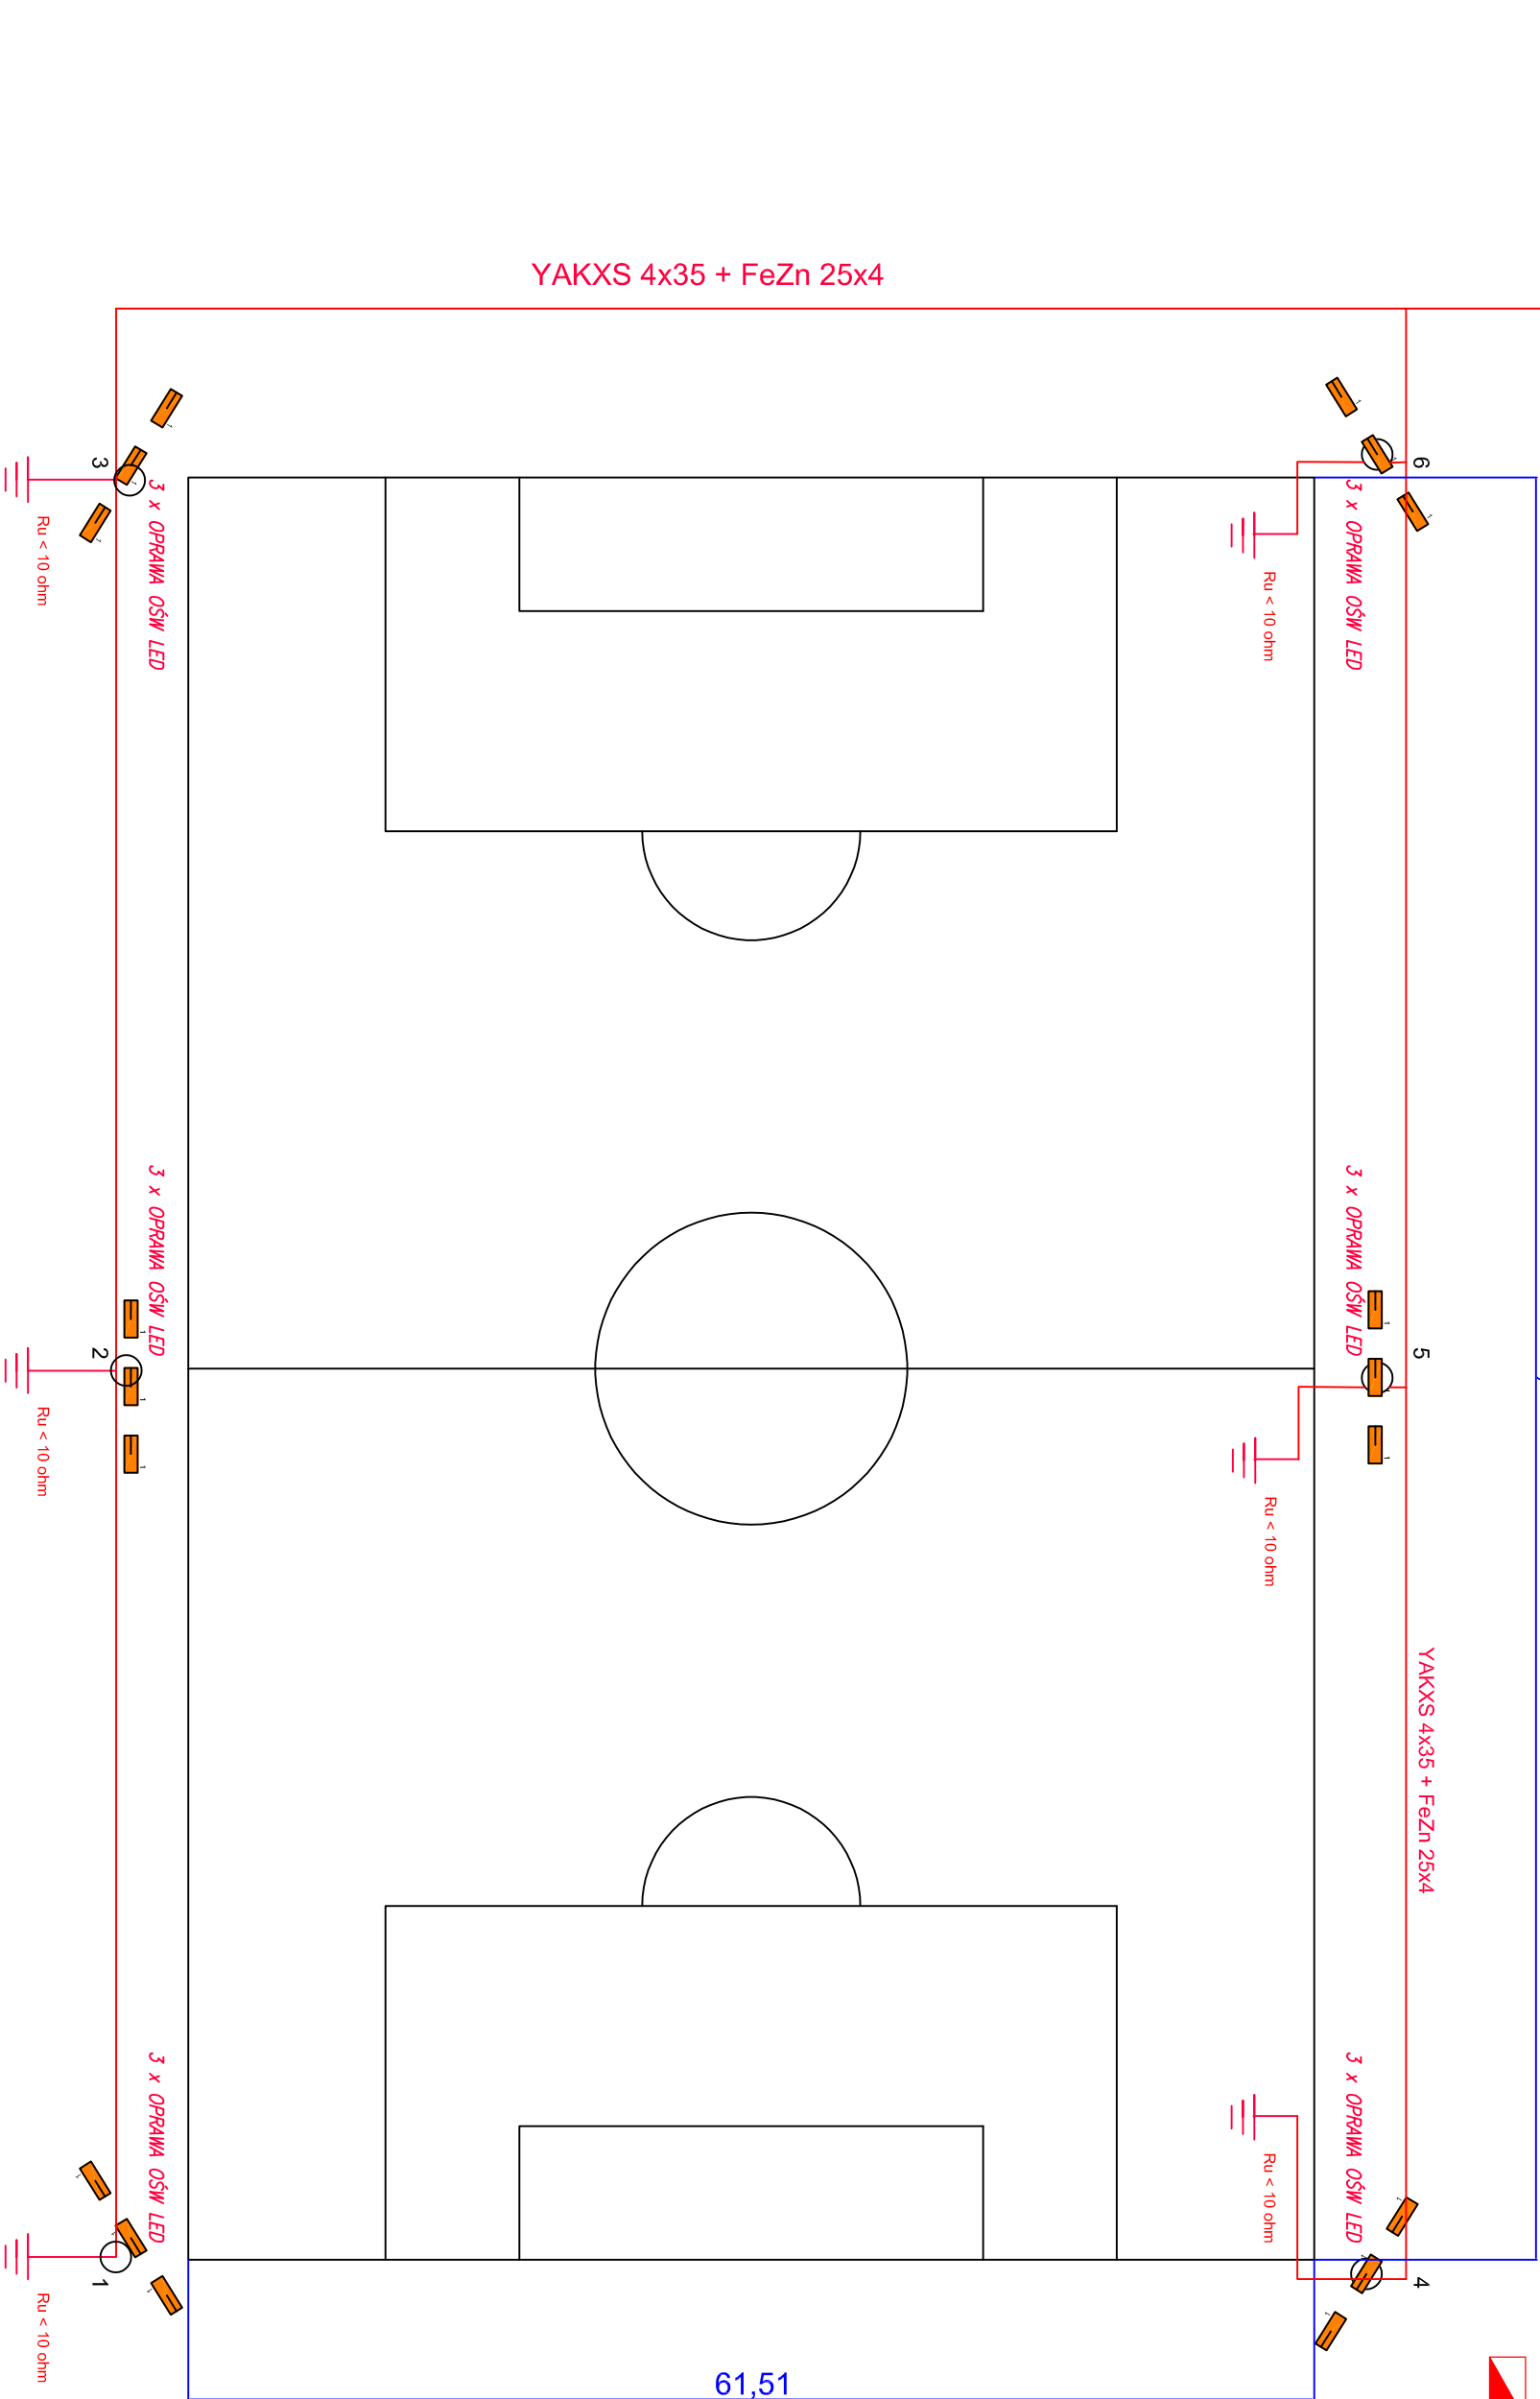 YAKXS 4x35 + FeZn 25x4
3
3 x OPRAWA OŚW LED
Ru < 10 ohm
6
3 x OPRAWA OŚW LED
Ru < 10 ohm
3 x OPRAWA OŚW LED
2
Ru < 10 ohm
3 x OPRAWA OŚW LED
5
Ru < 10 ohm
YAKXS 4x35 + FeZn 25x4
3 x OPRAWA OŚW LED
1
Ru < 10 ohm
3 x OPRAWA OŚW LED
Ru < 10 ohm
4
61,51